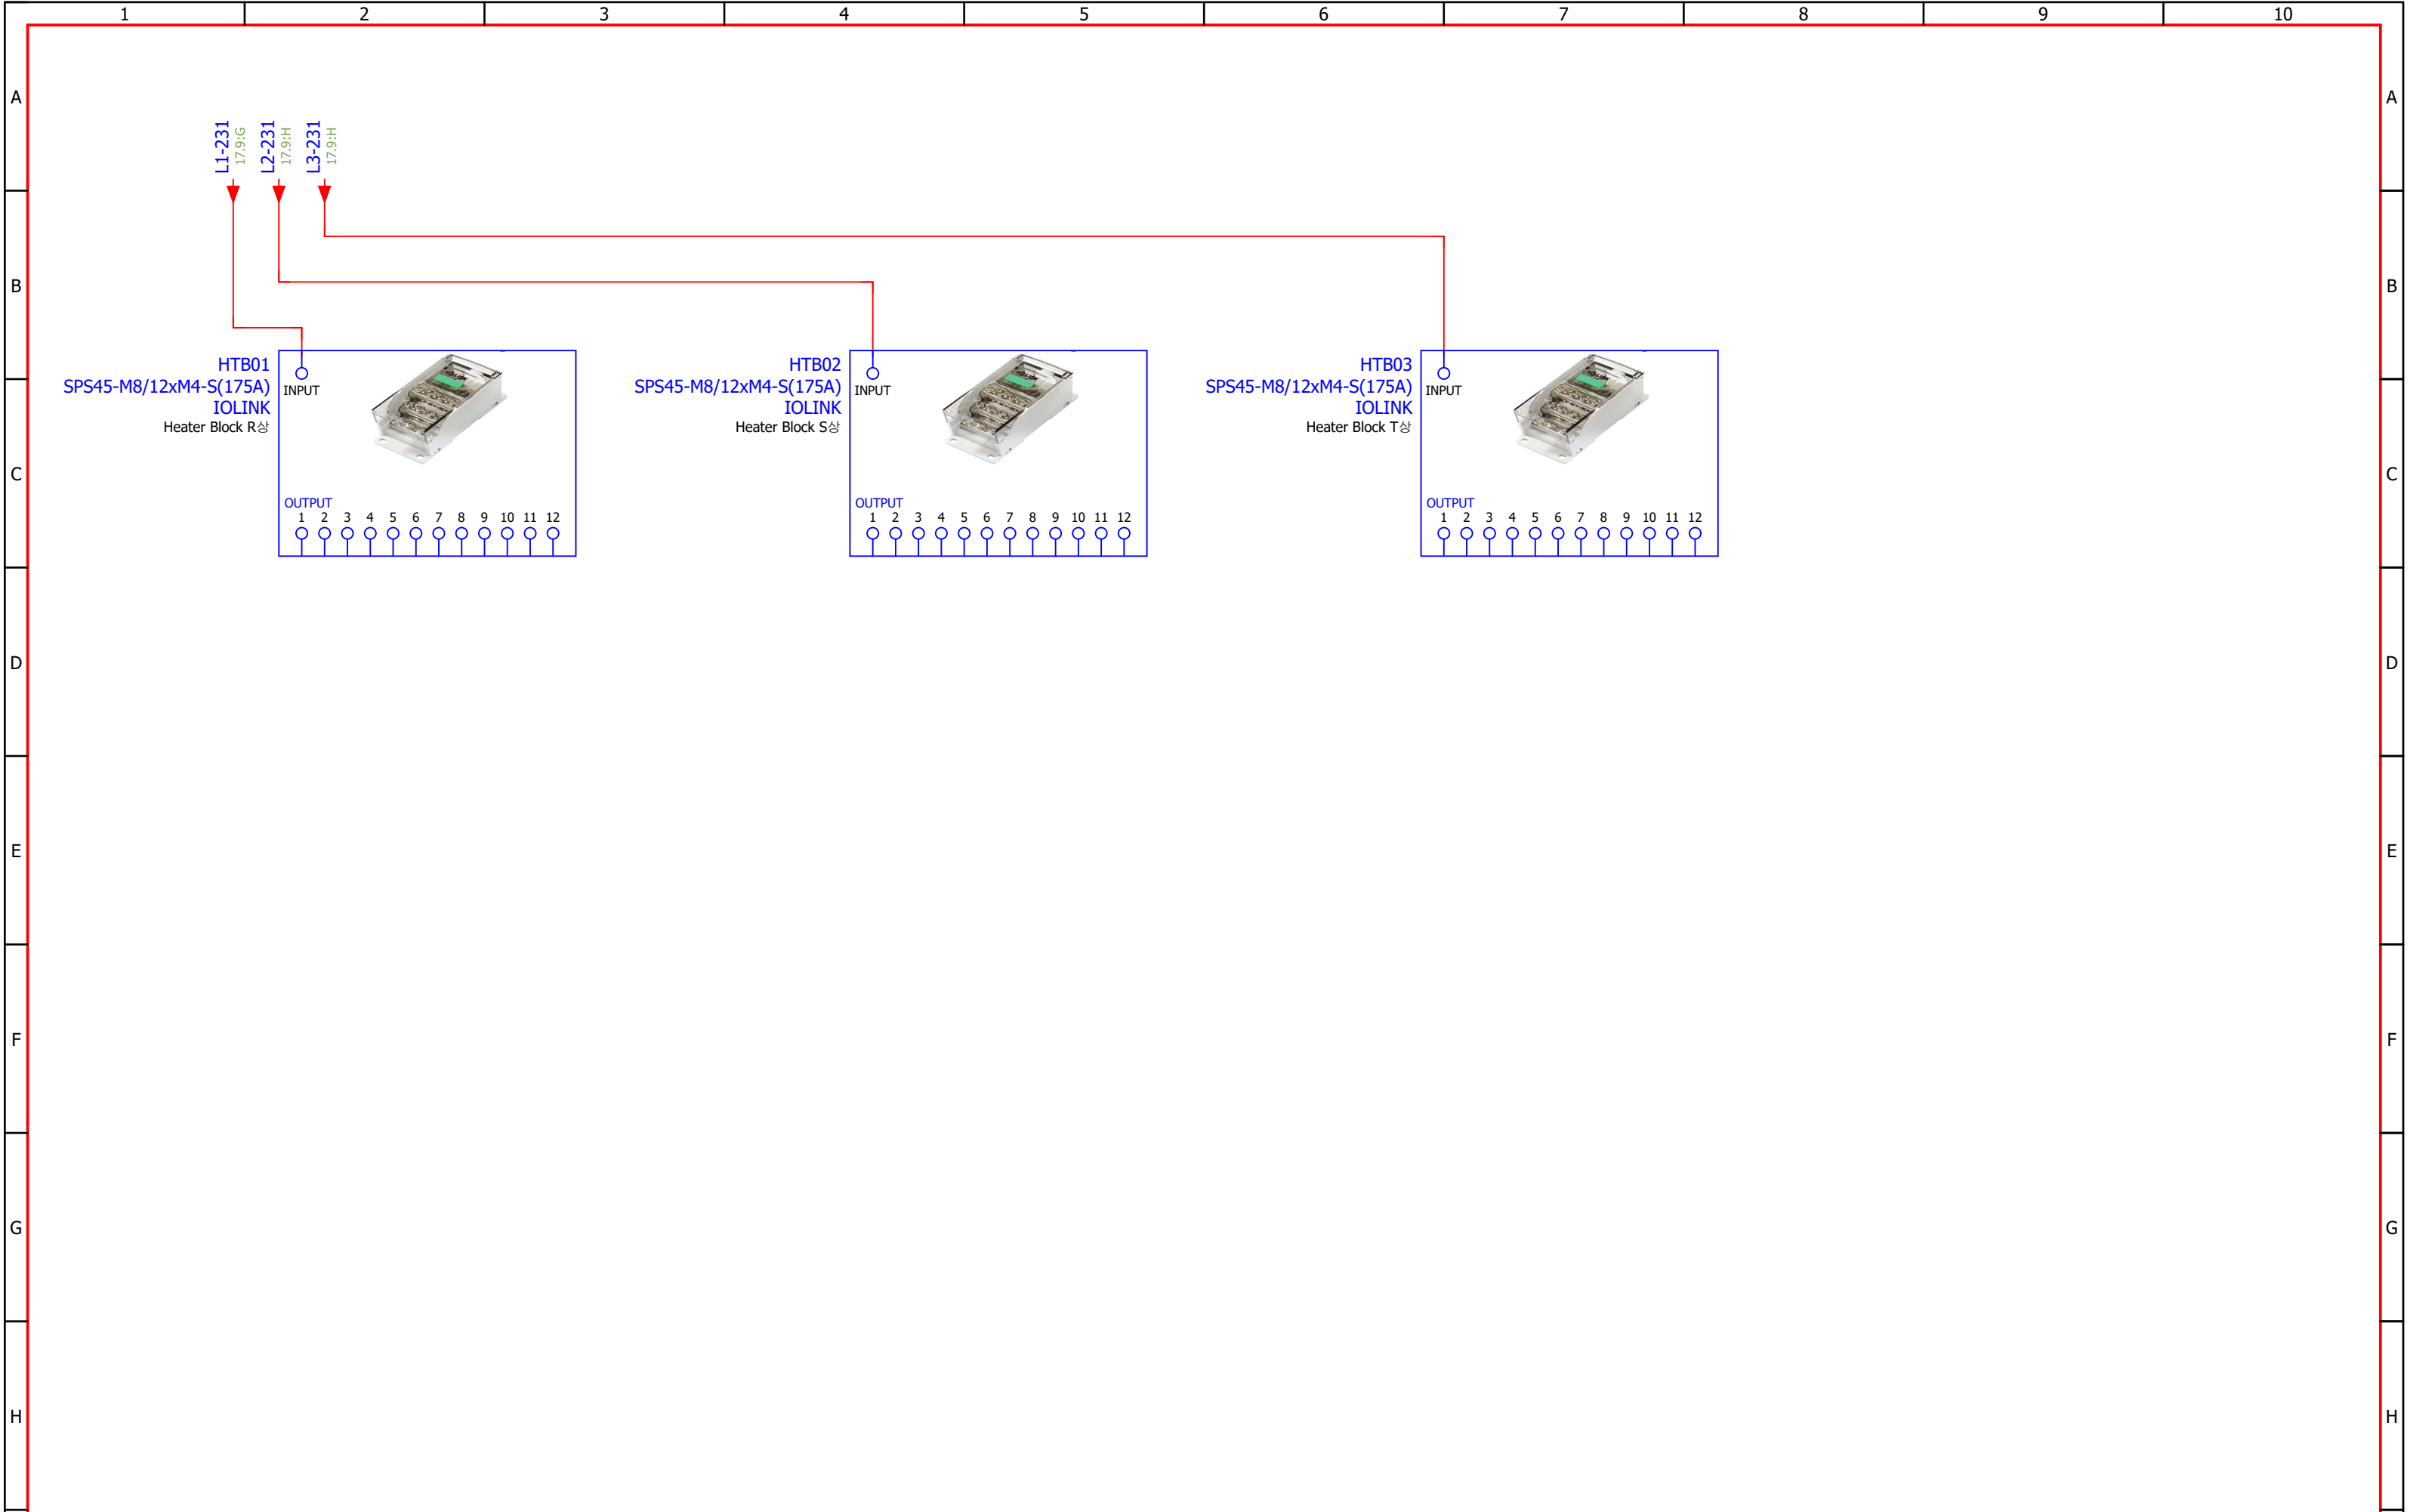 1 2 3 4 5 6 7 8 9 10
A A
L1-231
17.9:G
L2-231
17.9:H
L3-231
17.9:H
B B
HTB01
SPS45-M8/12xM4-S(175A)
IOLINK
Heater Block R상
INPUT
OUTPUT
1 2 3 4 5 6 7 8 9 10 11 12
HTB02
SPS45-M8/12xM4-S(175A)
IOLINK
Heater Block S상
INPUT
OUTPUT
1 2 3 4 5 6 7 8 9 10 11 12
HTB03
SPS45-M8/12xM4-S(175A)
IOLINK
Heater Block T상
INPUT
OUTPUT
1 2 3 4 5 6 7 8 9 10 11 12
C C
D D
E E
F F
G G
H H